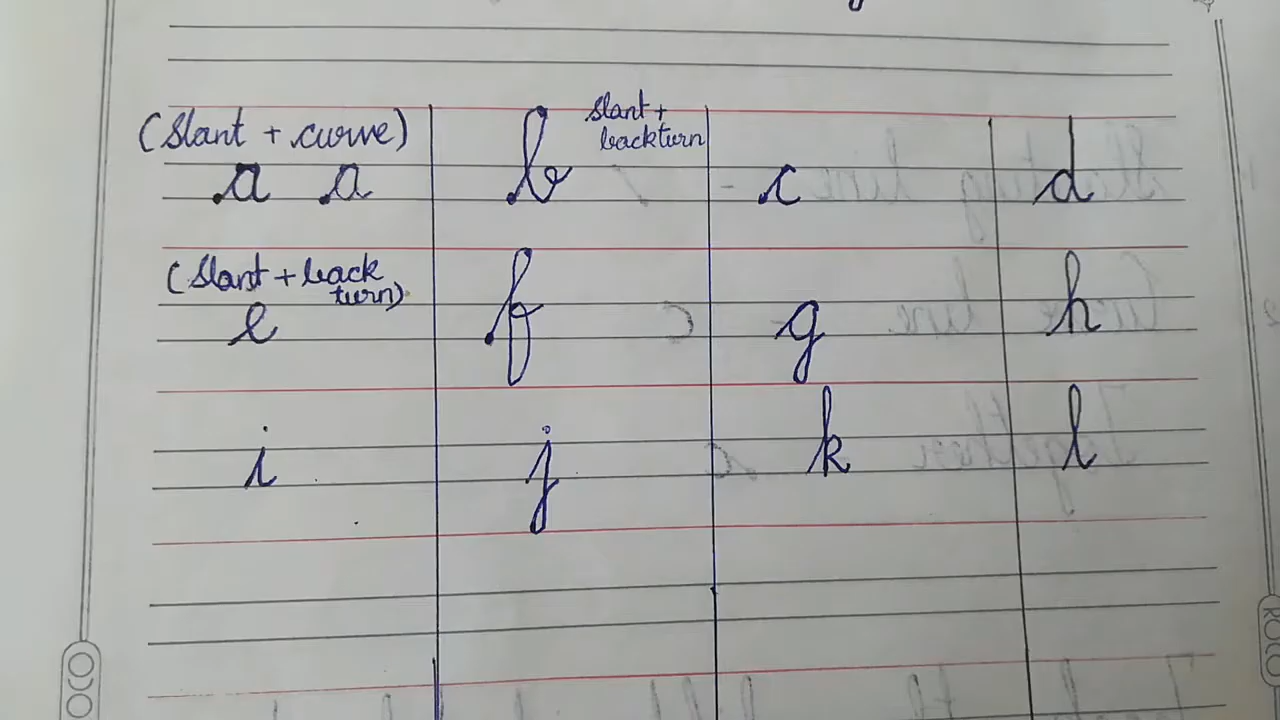 (Slant + curve)
slant +
backturn
a a b c d
(Slant + back
turn)
e f g h
i j k l